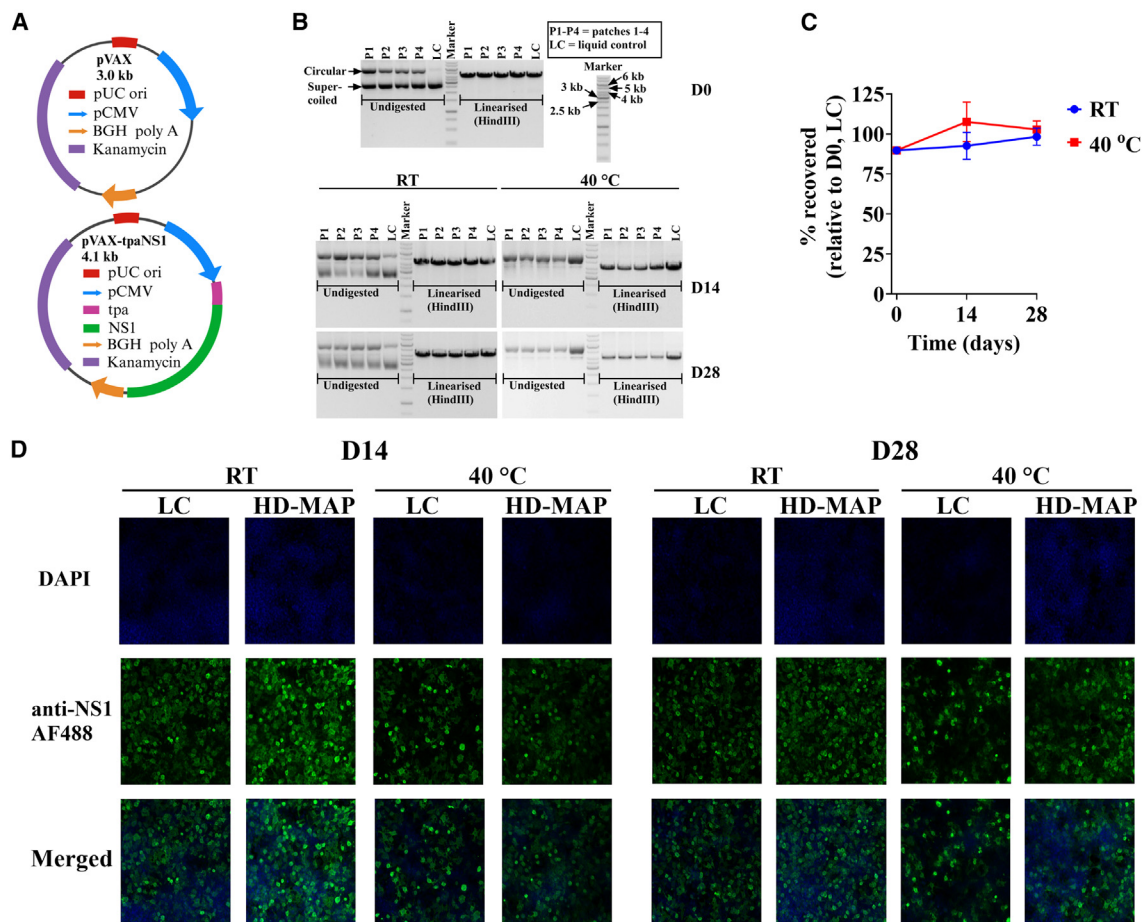 A
pVAX
3.0 kb
pUC ori
pCMV
BGH poly A
Kanamycin
pVAX-tpaNS1
4.1 kb
pUC ori
pCMV
tpa
NS1
BGH poly A
Kanamycin
B
P1 P2 P3 P4 LC Marker P1 P2 P3 P4 LC
Circular
Super-
coiled
Undigested
Linearised
(HindIII)
P1-P4 = patches 1-4
LC = liquid control
Marker
6 kb
5 kb
4 kb
3 kb
2.5 kb
D0
RT
40 °C
P1 P2 P3 P4 LC Marker P1 P2 P3 P4 LC P1 P2 P3 P4 LC Marker P1 P2 P3 P4 LC
Undigested
Linearised
(HindIII)
Undigested
Linearised
(HindIII)
D14
Undigested
Linearised
(HindIII)
Undigested
Linearised
(HindIII)
D28
C
% recovered
(relative to D0, LC)
125
100
75
50
25
0
0 14 28
Time (days)
RT
40 °C
D
D14 D28
RT 40 °C RT 40 °C
LC HD-MAP LC HD-MAP LC HD-MAP LC HD-MAP
DAPI
anti-NS1
AF488
Merged